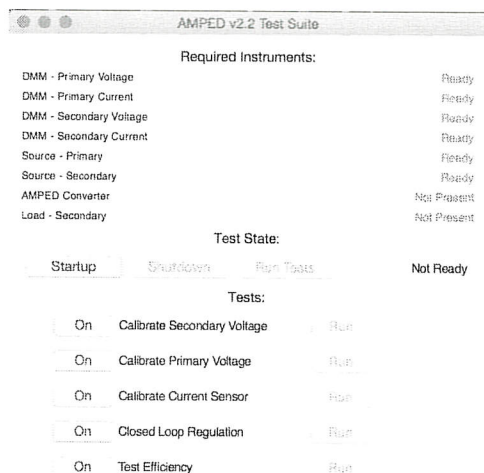 AMPED v2.2 Test Suite
Required Instruments:
DMM - Primary Voltage Ready
DMM - Primary Current Ready
DMM - Secondary Voltage Ready
DMM - Secondary Current Ready
Source - Primary Ready
Source - Secondary Ready
AMPED Converter Not Present
Load - Secondary Not Present
Test State:
Startup Shutdown Run Tests Not Ready
Tests:
On Calibrate Secondary Voltage Run
On Calibrate Primary Voltage Run
On Calibrate Current Sensor Run
On Closed Loop Regulation Run
On Test Efficiency Run